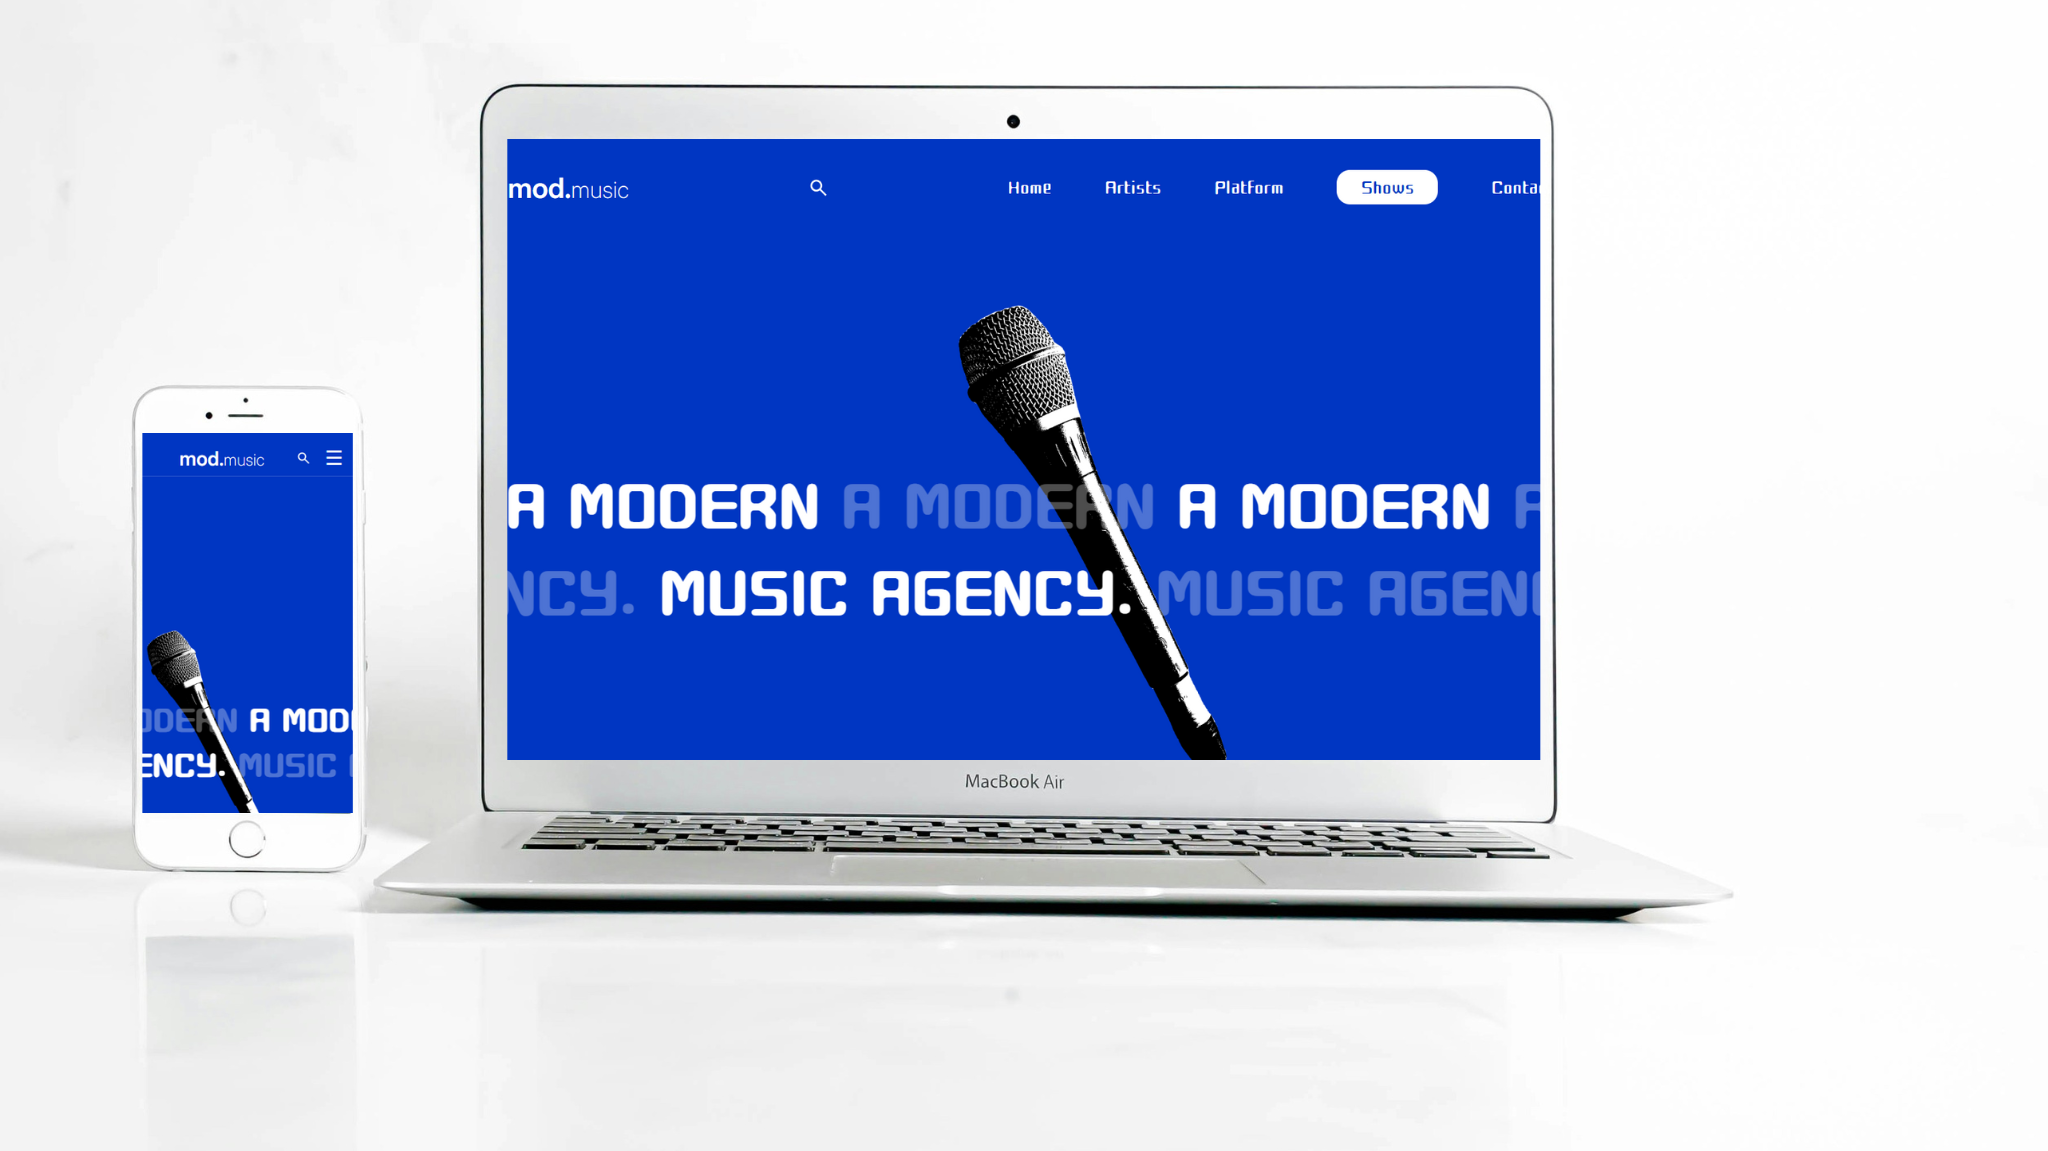 mod.music
Home Artists Platform Shows Conta
A MODERN A MODERN A MODERN A
NCY. MUSIC AGENCY. MUSIC AGEN
MacBook Air
mod.music
ODERN A MOD
ENCY. MUSIC